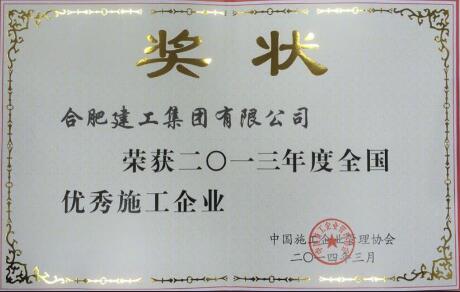 奖状
合肥建工集团有限公司
荣获二〇一三年度全国
优秀施工企业
中国施工企业管理协会
二〇一四年三月